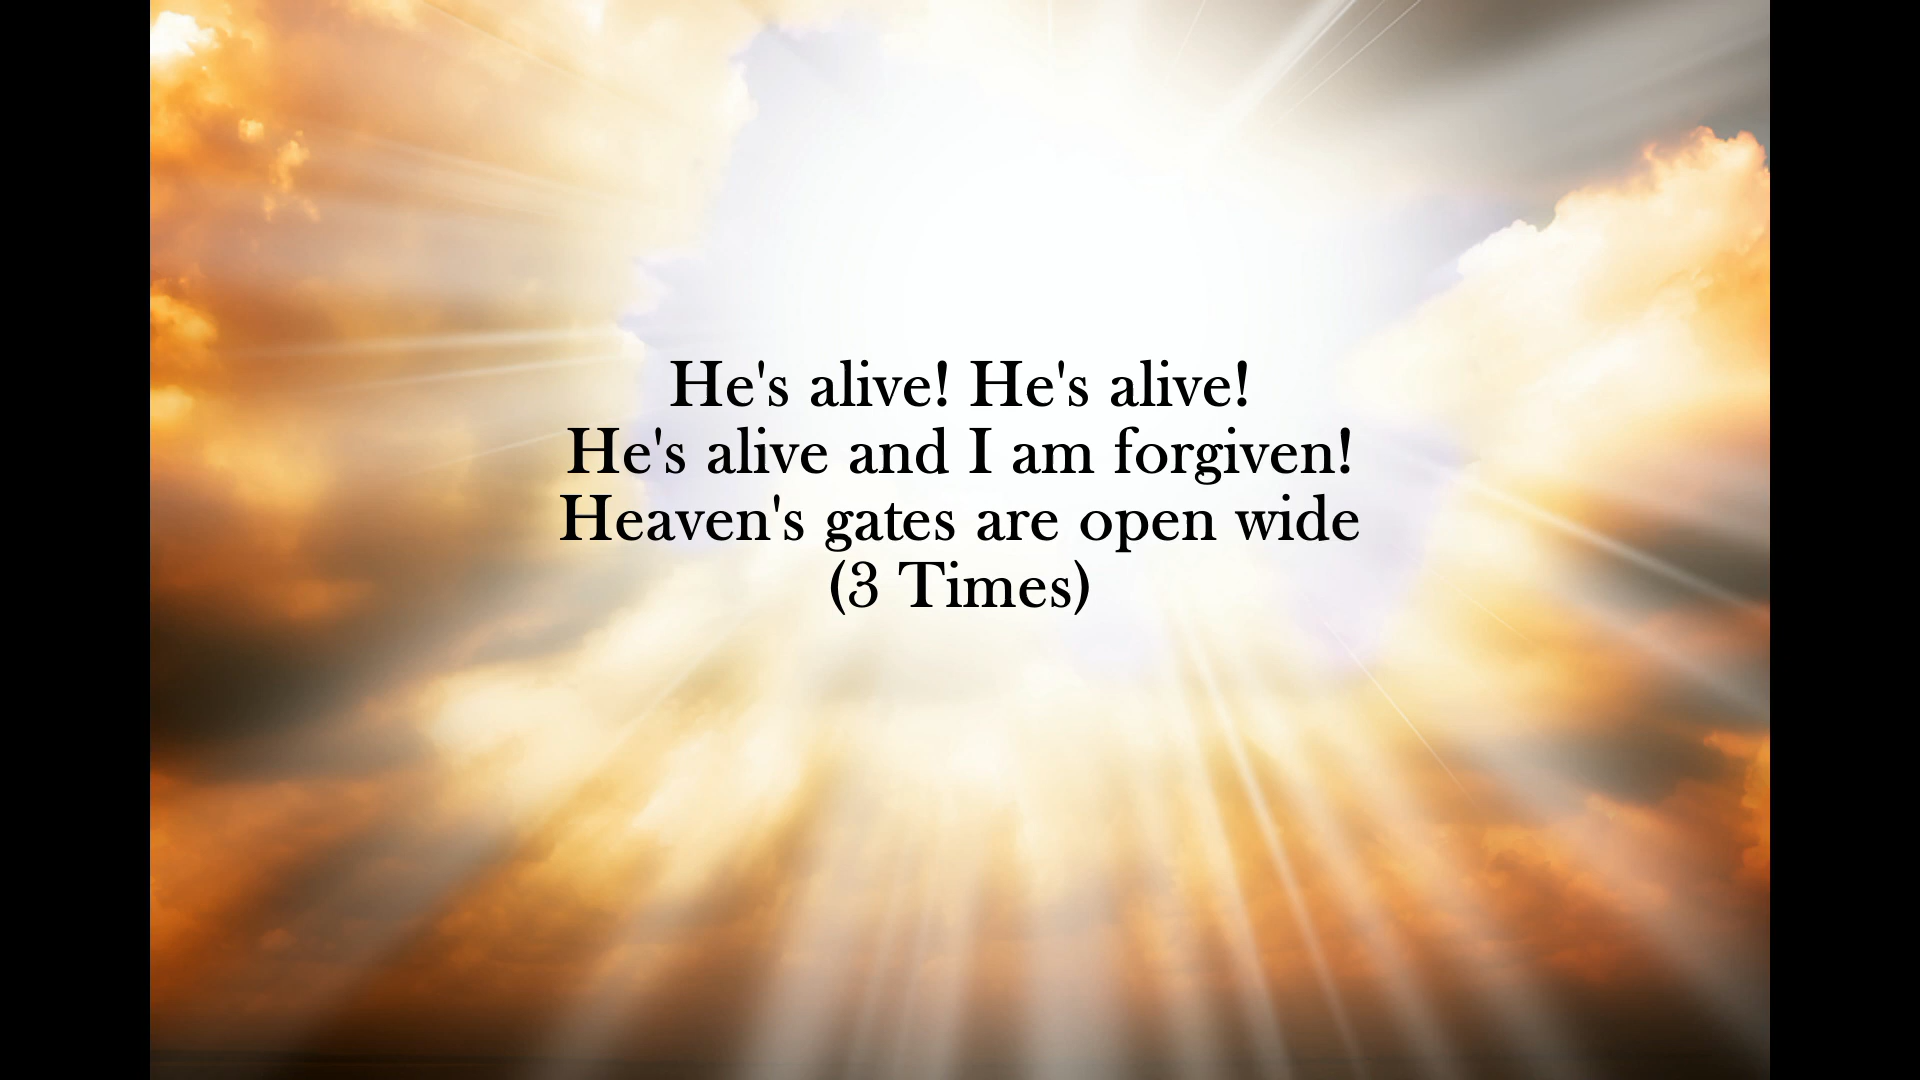 He's alive! He's alive!
He's alive and I am forgiven!
Heaven's gates are open wide
(3 Times)